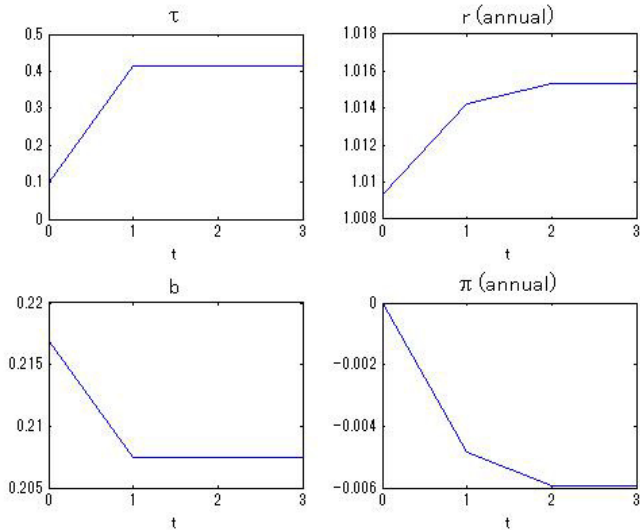 τ
0.5
0.4
0.3
0.2
0.1
0
0 1 2 3
t
r (annual)
1.018
1.016
1.014
1.012
1.01
1.008
0 1 2 3
t
b
0.22
0.215
0.21
0.205
0 1 2 3
t
π (annual)
0
-0.002
-0.004
-0.006
0 1 2 3
t